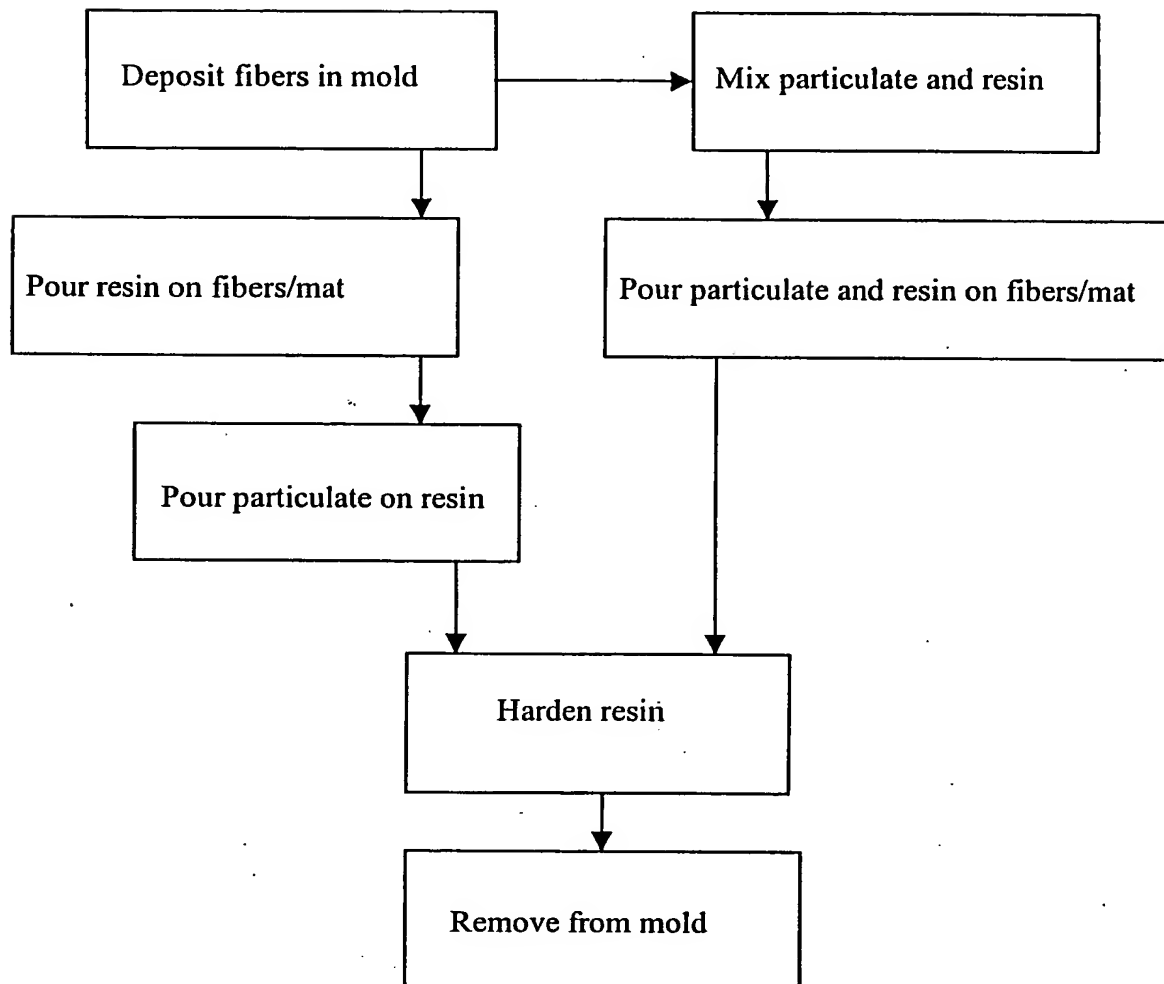 Deposit fibers in mold
Mix particulate and resin
Pour resin on fibers/mat
Pour particulate and resin on fibers/mat
Pour particulate on resin
Harden resin
Remove from mold